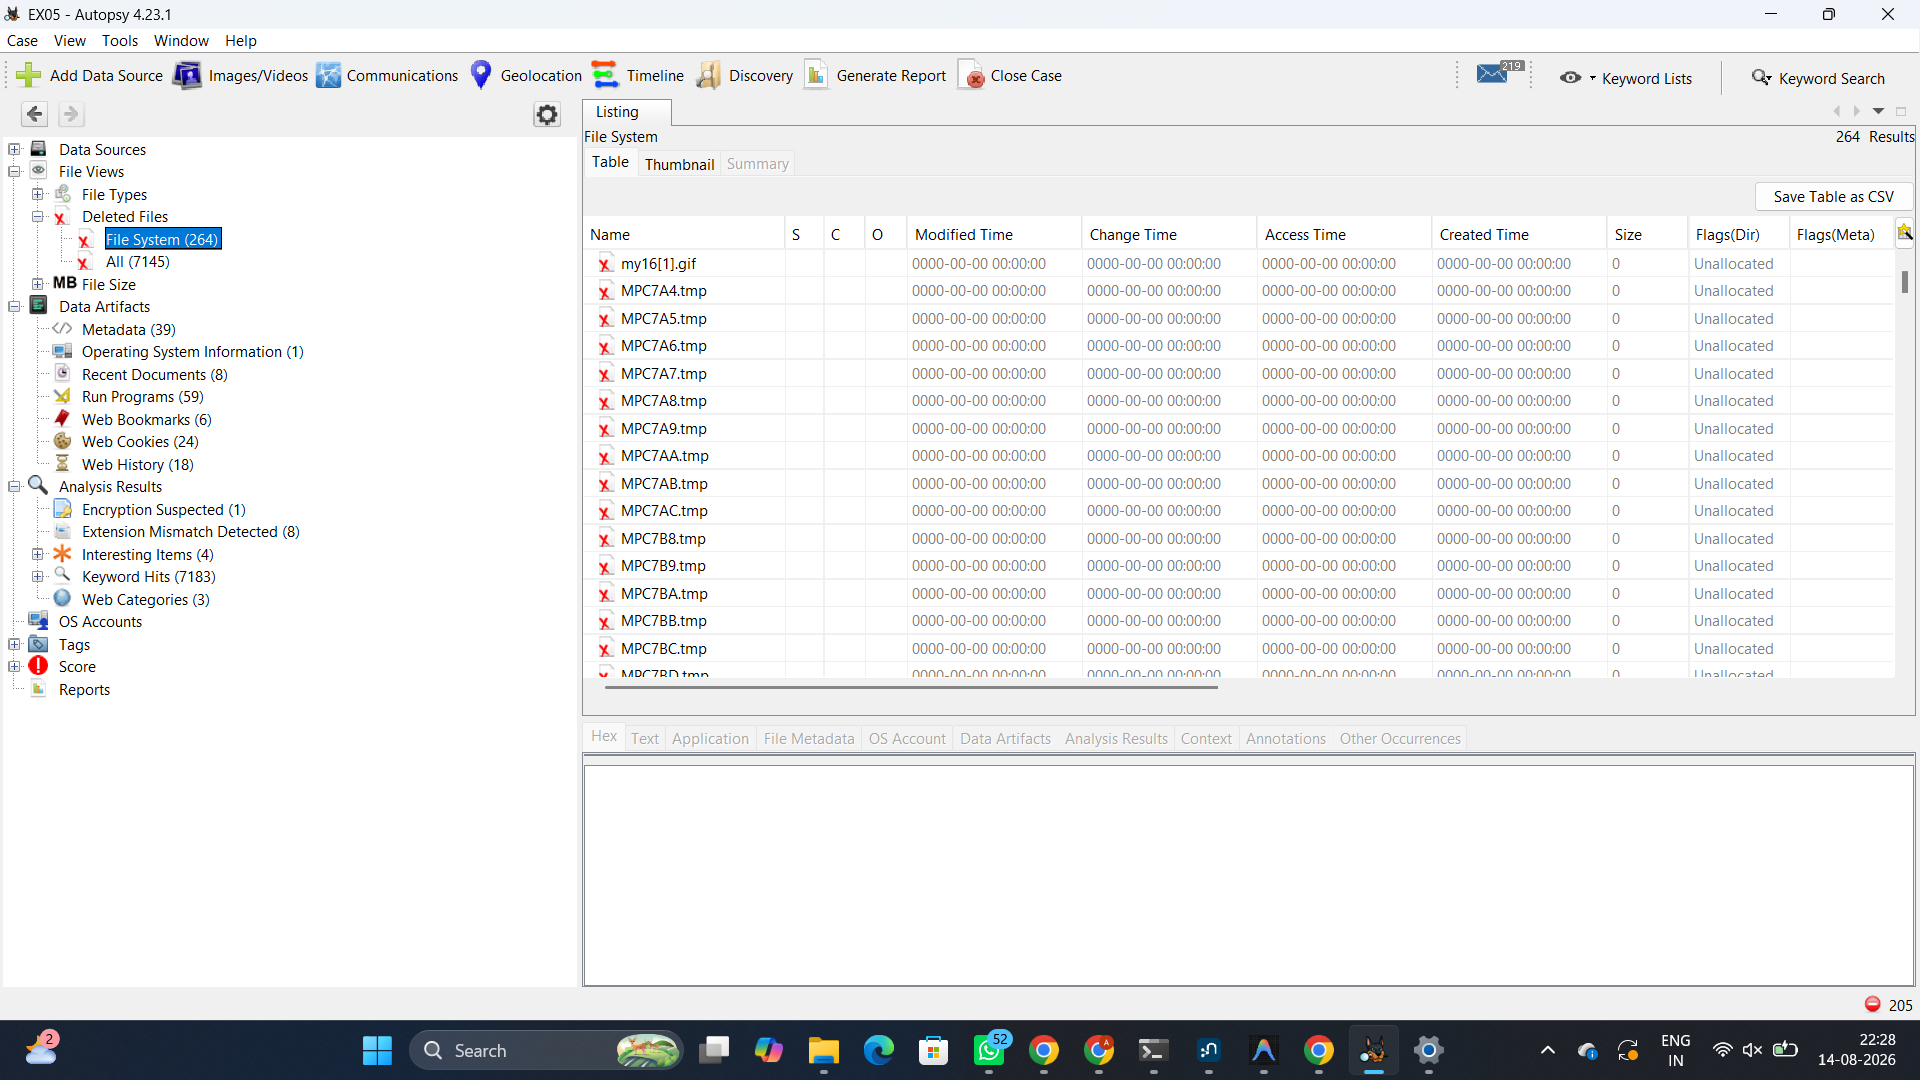 EX05 - Autopsy 4.23.1
Case View Tools Window Help
Add Data Source Images/Videos Communications Geolocation Timeline Discovery Generate Report Close Case 219 Keyword Lists Keyword Search
Data Sources
File Views
File Types
Deleted Files
File System (264)
All (7145)
MB File Size
Data Artifacts
Metadata (39)
Operating System Information (1)
Recent Documents (8)
Run Programs (59)
Web Bookmarks (6)
Web Cookies (24)
Web History (18)
Analysis Results
Encryption Suspected (1)
Extension Mismatch Detected (8)
Interesting Items (4)
Keyword Hits (7183)
Web Categories (3)
OS Accounts
Tags
Score
Reports
Listing
File System 264 Results
Table Thumbnail Summary
Save Table as CSV
Name S C O Modified Time Change Time Access Time Created Time Size Flags(Dir) Flags(Meta)
my16[1].gif 0000-00-00 00:00:00 0000-00-00 00:00:00 0000-00-00 00:00:00 0000-00-00 00:00:00 0 Unallocated
MPC7A4.tmp 0000-00-00 00:00:00 0000-00-00 00:00:00 0000-00-00 00:00:00 0000-00-00 00:00:00 0 Unallocated
MPC7A5.tmp 0000-00-00 00:00:00 0000-00-00 00:00:00 0000-00-00 00:00:00 0000-00-00 00:00:00 0 Unallocated
MPC7A6.tmp 0000-00-00 00:00:00 0000-00-00 00:00:00 0000-00-00 00:00:00 0000-00-00 00:00:00 0 Unallocated
MPC7A7.tmp 0000-00-00 00:00:00 0000-00-00 00:00:00 0000-00-00 00:00:00 0000-00-00 00:00:00 0 Unallocated
MPC7A8.tmp 0000-00-00 00:00:00 0000-00-00 00:00:00 0000-00-00 00:00:00 0000-00-00 00:00:00 0 Unallocated
MPC7A9.tmp 0000-00-00 00:00:00 0000-00-00 00:00:00 0000-00-00 00:00:00 0000-00-00 00:00:00 0 Unallocated
MPC7AA.tmp 0000-00-00 00:00:00 0000-00-00 00:00:00 0000-00-00 00:00:00 0000-00-00 00:00:00 0 Unallocated
MPC7AB.tmp 0000-00-00 00:00:00 0000-00-00 00:00:00 0000-00-00 00:00:00 0000-00-00 00:00:00 0 Unallocated
MPC7AC.tmp 0000-00-00 00:00:00 0000-00-00 00:00:00 0000-00-00 00:00:00 0000-00-00 00:00:00 0 Unallocated
MPC7B8.tmp 0000-00-00 00:00:00 0000-00-00 00:00:00 0000-00-00 00:00:00 0000-00-00 00:00:00 0 Unallocated
MPC7B9.tmp 0000-00-00 00:00:00 0000-00-00 00:00:00 0000-00-00 00:00:00 0000-00-00 00:00:00 0 Unallocated
MPC7BA.tmp 0000-00-00 00:00:00 0000-00-00 00:00:00 0000-00-00 00:00:00 0000-00-00 00:00:00 0 Unallocated
MPC7BB.tmp 0000-00-00 00:00:00 0000-00-00 00:00:00 0000-00-00 00:00:00 0000-00-00 00:00:00 0 Unallocated
MPC7BC.tmp 0000-00-00 00:00:00 0000-00-00 00:00:00 0000-00-00 00:00:00 0000-00-00 00:00:00 0 Unallocated
MPC7BD.tmp 0000-00-00 00:00:00 0000-00-00 00:00:00 0000-00-00 00:00:00 0000-00-00 00:00:00 0 Unallocated
Hex Text Application File Metadata OS Account Data Artifacts Analysis Results Context Annotations Other Occurrences
205
2 Search 52 A ENG 22:28
IN 14-08-2026